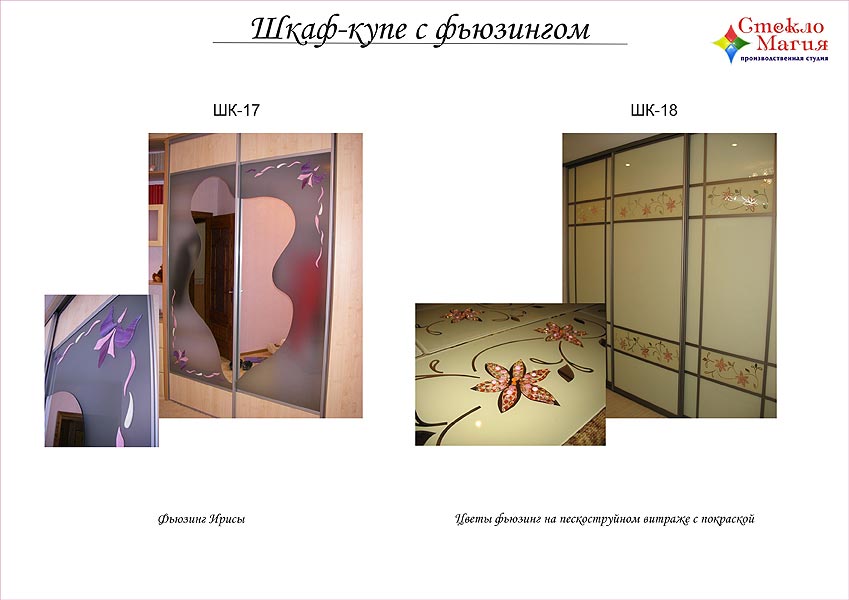 Шкаф-купе с фьюзингом
Стекло
Магия
производственная студия
ШК-17
ШК-18
Фьюзинг Ирисы
Цветы фьюзинг на пескоструйном витраже с покраской